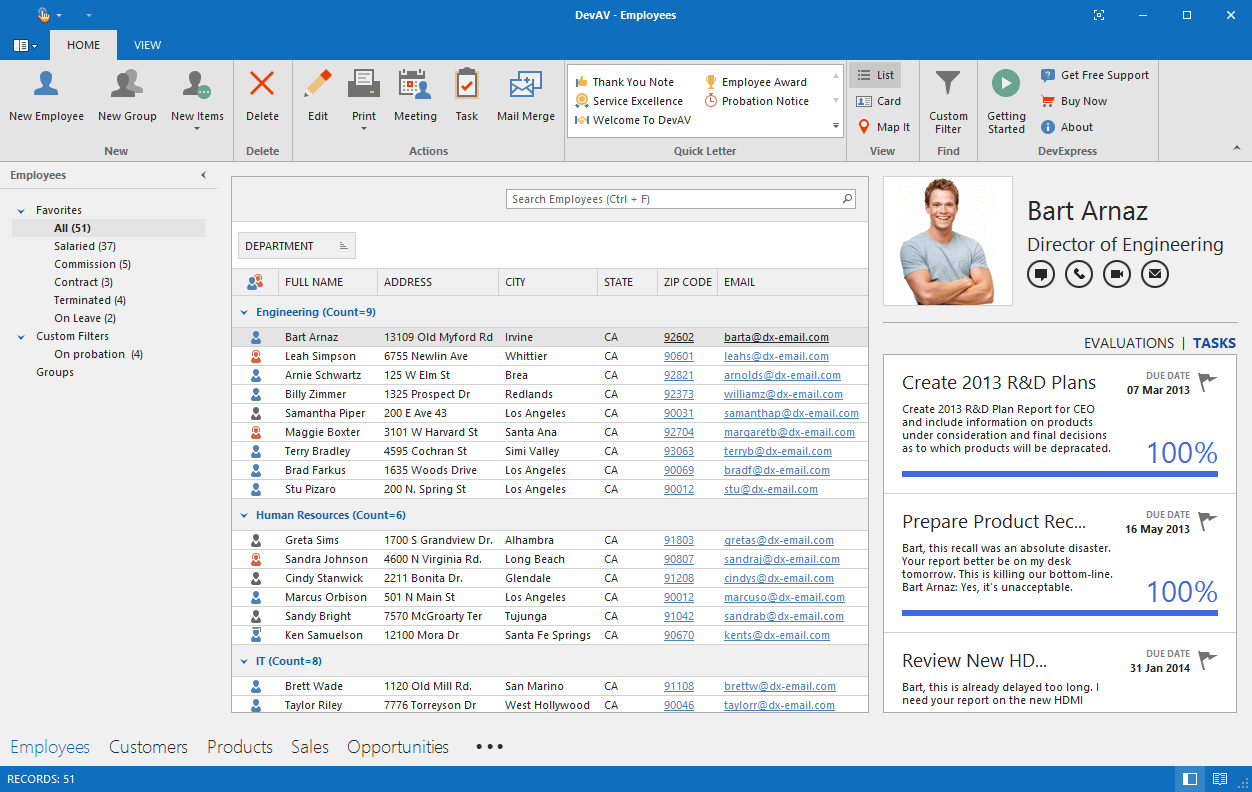 DevAV - Employees
HOME VIEW
New Employee New Group New Items
New
Delete
Delete
Edit Print Meeting Task Mail Merge
Actions
Thank You Note Employee Award
Service Excellence Probation Notice
Welcome To DevAV
Quick Letter
List
Card
Map It
View
Custom
Filter
Find
Getting
Started
Get Free Support
Buy Now
About
DevExpress
Employees
Favorites
All (51)
Salaried (37)
Commission (5)
Contract (3)
Terminated (4)
On Leave (2)
Custom Filters
On probation (4)
Groups
Search Employees (Ctrl + F)
DEPARTMENT
FULL NAME ADDRESS CITY STATE ZIP CODE EMAIL
Engineering (Count=9)
Bart Arnaz 13109 Old Myford Rd Irvine CA 92602 barta@dx-email.com
Leah Simpson 6755 Newlin Ave Whittier CA 90601 leahs@dx-email.com
Arnie Schwartz 125 W Elm St Brea CA 92821 arnolds@dx-email.com
Billy Zimmer 1325 Prospect Dr Redlands CA 92373 williamz@dx-email.com
Samantha Piper 200 E Ave 43 Los Angeles CA 90031 samanthap@dx-email.com
Maggie Boxter 3101 W Harvard St Santa Ana CA 92704 margaretb@dx-email.com
Terry Bradley 4595 Cochran St Simi Valley CA 93063 terryb@dx-email.com
Brad Farkus 1635 Woods Drive Los Angeles CA 90069 bradf@dx-email.com
Stu Pizaro 200 N. Spring St Los Angeles CA 90012 stu@dx-email.com
Human Resources (Count=6)
Greta Sims 1700 S Grandview Dr. Alhambra CA 91803 gretas@dx-email.com
Sandra Johnson 4600 N Virginia Rd. Long Beach CA 90807 sandraj@dx-email.com
Cindy Stanwick 2211 Bonita Dr. Glendale CA 91208 cindys@dx-email.com
Marcus Orbison 501 N Main St Los Angeles CA 90012 marcuso@dx-email.com
Sandy Bright 7570 McGroarty Ter Tujunga CA 91042 sandrab@dx-email.com
Ken Samuelson 12100 Mora Dr Santa Fe Springs CA 90670 kents@dx-email.com
IT (Count=8)
Brett Wade 1120 Old Mill Rd. San Marino CA 91108 brettw@dx-email.com
Taylor Riley 7776 Torreyson Dr West Hollywood CA 90046 taylorr@dx-email.com
Bart Arnaz
Director of Engineering
EVALUATIONS | TASKS
Create 2013 R&D Plans
DUE DATE
07 Mar 2013
Create 2013 R&D Plan Report for CEO
and include information on products
under consideration and final decisions
as to which products will be depracated.
100%
Prepare Product Rec...
DUE DATE
16 May 2013
Bart, this recall was an absolute disaster.
Your report better be on my desk
tomorrow. This is killing our bottom-line.
Bart Arnaz: Yes, it's unacceptable.
100%
Review New HD...
DUE DATE
31 Jan 2014
Bart, this is already delayed too long. I
need your report on the new HDMI
Employees Customers Products Sales Opportunities •••
RECORDS: 51